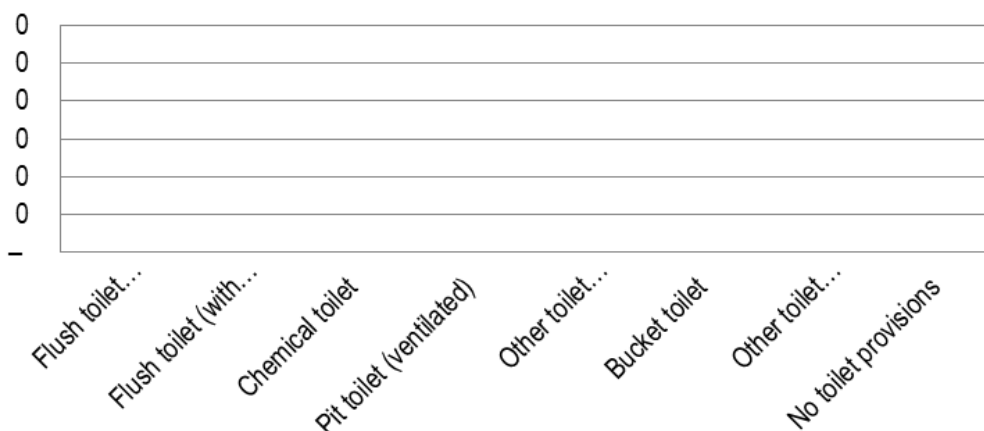 0
0
0
0
0
0
–
Flush toilet...
Flush toilet (with...
Chemical toilet
Pit toilet (ventilated)
Other toilet...
Bucket toilet
Other toilet...
No toilet provisions